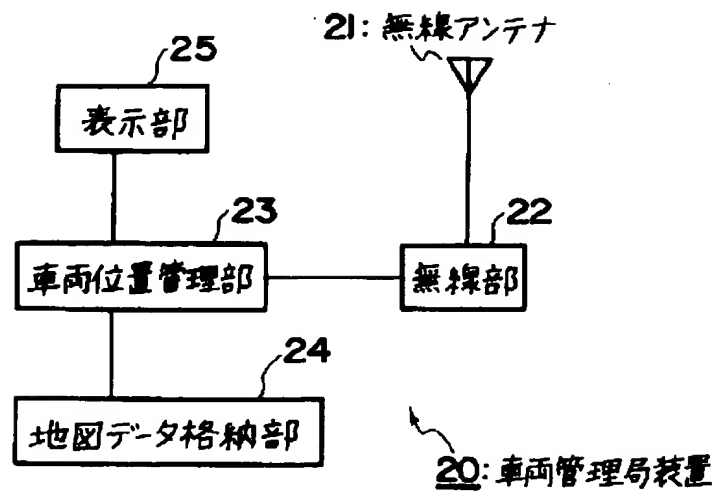 21:無線アンテナ
25
表示部
23
22
車両位置管理部
無線部
24
地図データ格納部
20:車両管理局装置